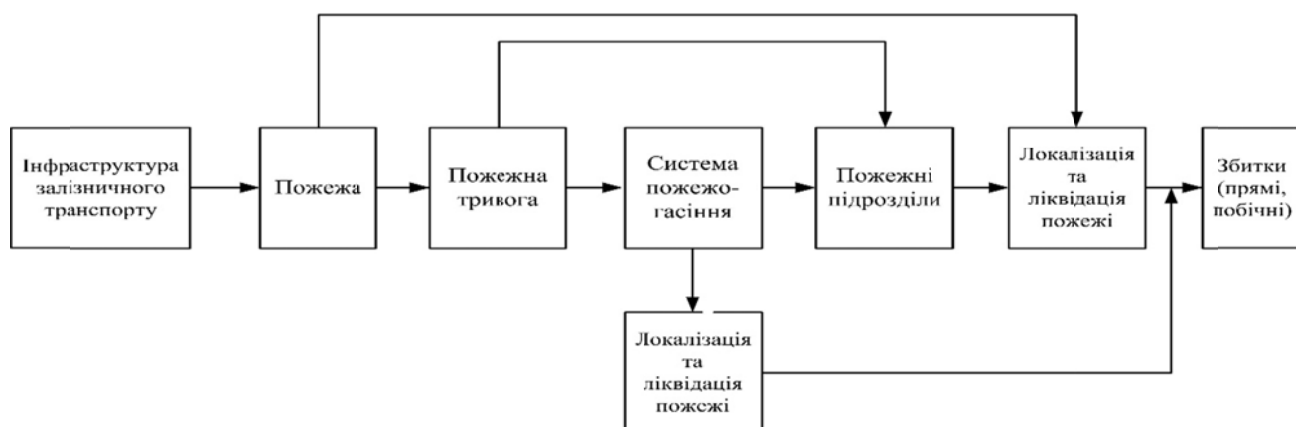 Інфраструктура
залізничного
транспорту
Пожежа
Пожежна
тривога
Система
пожежо-
гасіння
Пожежні
підрозділи
Локалізація
та
ліквідація
пожежі
Збитки
(прямі,
побічні)
Локалізація
та
ліквідація
пожежі